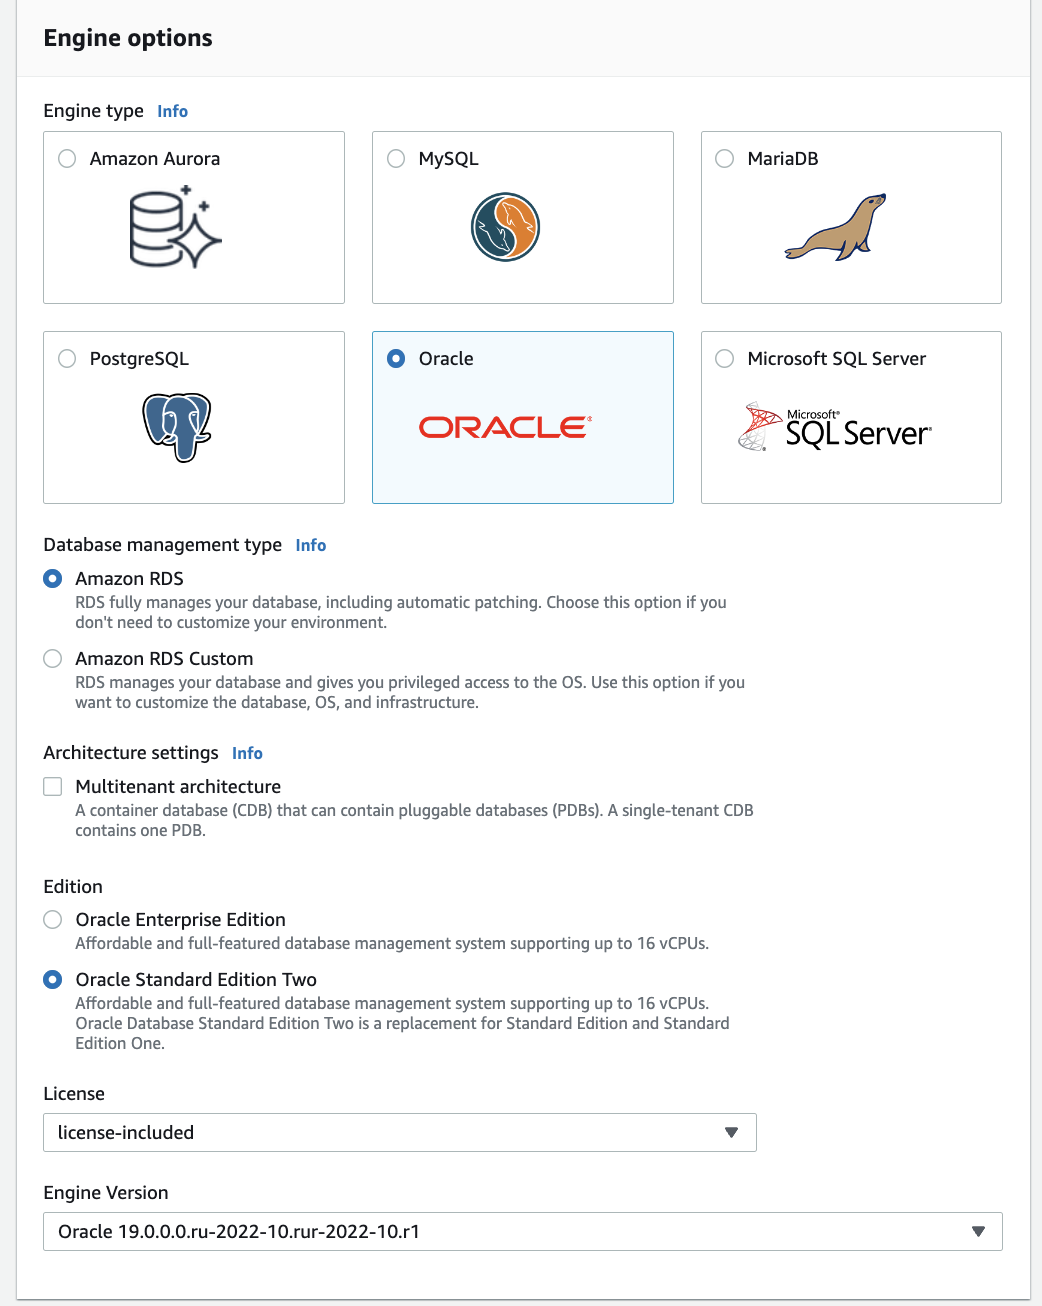 Engine options
Engine type Info
Amazon Aurora
MySQL
MariaDB
PostgreSQL
Oracle
ORACLE®
Microsoft SQL Server
Microsoft®
SQL Server®
Database management type Info
Amazon RDS
RDS fully manages your database, including automatic patching. Choose this option if you
don't need to customize your environment.
Amazon RDS Custom
RDS manages your database and gives you privileged access to the OS. Use this option if you
want to customize the database, OS, and infrastructure.
Architecture settings Info
Multitenant architecture
A container database (CDB) that can contain pluggable databases (PDBs). A single-tenant CDB
contains one PDB.
Edition
Oracle Enterprise Edition
Affordable and full-featured database management system supporting up to 16 vCPUs.
Oracle Standard Edition Two
Affordable and full-featured database management system supporting up to 16 vCPUs.
Oracle Database Standard Edition Two is a replacement for Standard Edition and Standard
Edition One.
License
license-included
Engine Version
Oracle 19.0.0.0.ru-2022-10.rur-2022-10.r1